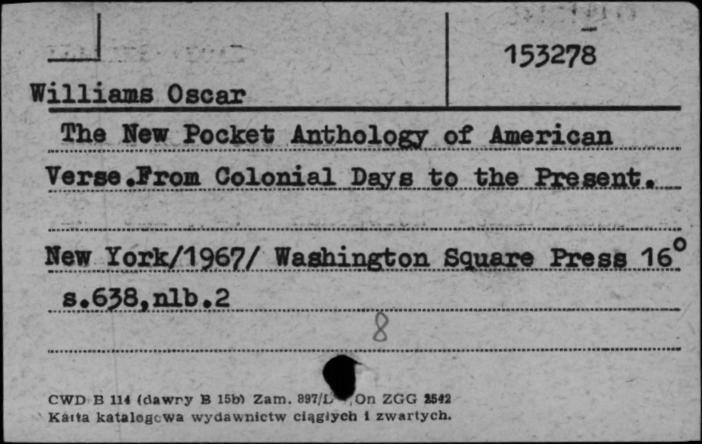 153278
Williams Oscar
The New Pocket Anthology of American
Verse.From Colonial Days to the Present.
New York/1967/ Washington Square Press 16°
s.638,nlb.2
8
CWD B 114 (dawry B 15b) Zam. 897/L On ZGG 2542
Karta katalogowa wydawnictw ciągłych i zwartych.